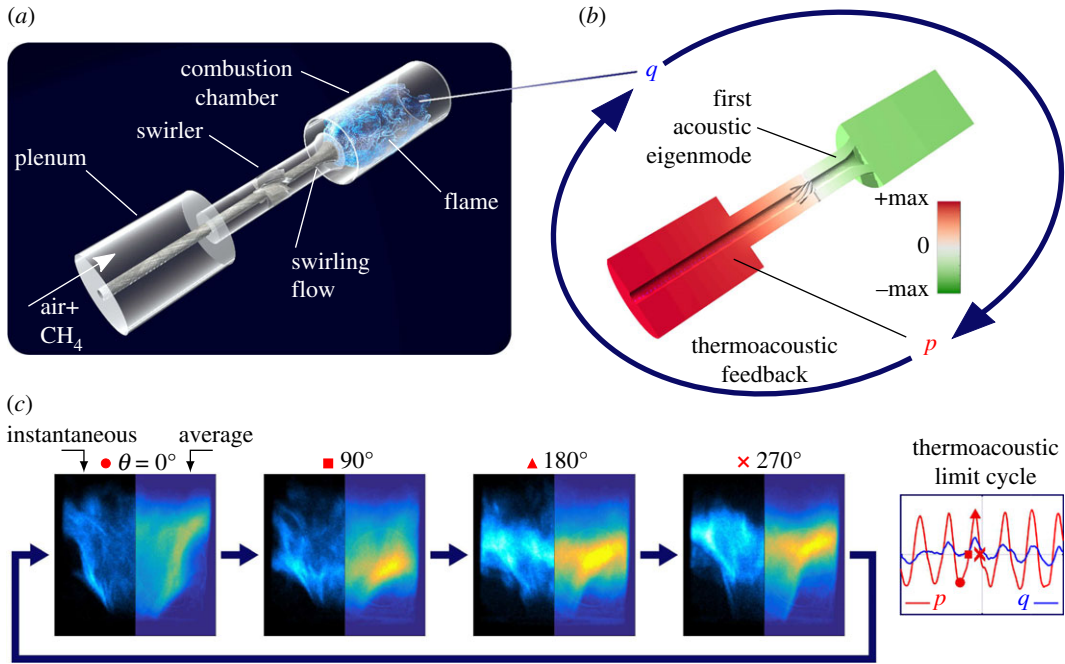 (a)
combustion
chamber
swirler
plenum
flame
swirling
flow
air+
CH4
(b)
q
first
acoustic
eigenmode
+max
0
–max
p
thermoacoustic
feedback
(c)
instantaneous
average
θ = 0°
90°
180°
270°
thermoacoustic
limit cycle
p
q